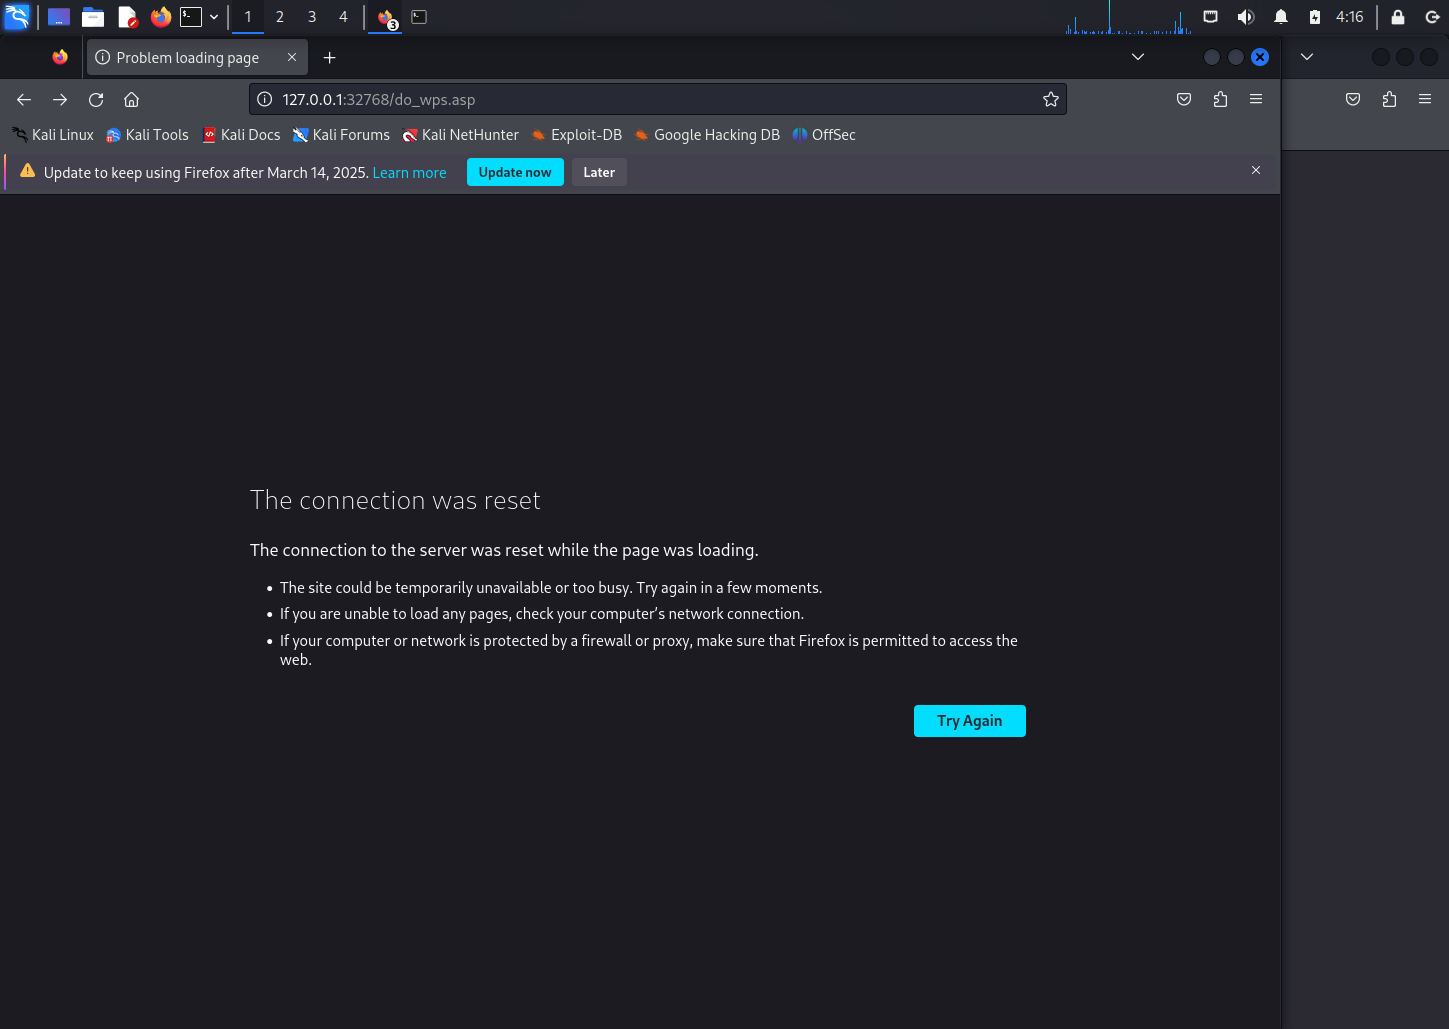 1 2 3 4 3 4:16
Problem loading page
127.0.0.1:32768/do_wps.asp
Kali Linux Kali Tools Kali Docs Kali Forums Kali NetHunter Exploit-DB Google Hacking DB OffSec
Update to keep using Firefox after March 14, 2025. Learn more Update now Later
The connection was reset
The connection to the server was reset while the page was loading.
• The site could be temporarily unavailable or too busy. Try again in a few moments.
• If you are unable to load any pages, check your computer’s network connection.
• If your computer or network is protected by a firewall or proxy, make sure that Firefox is permitted to access the
web.
Try Again